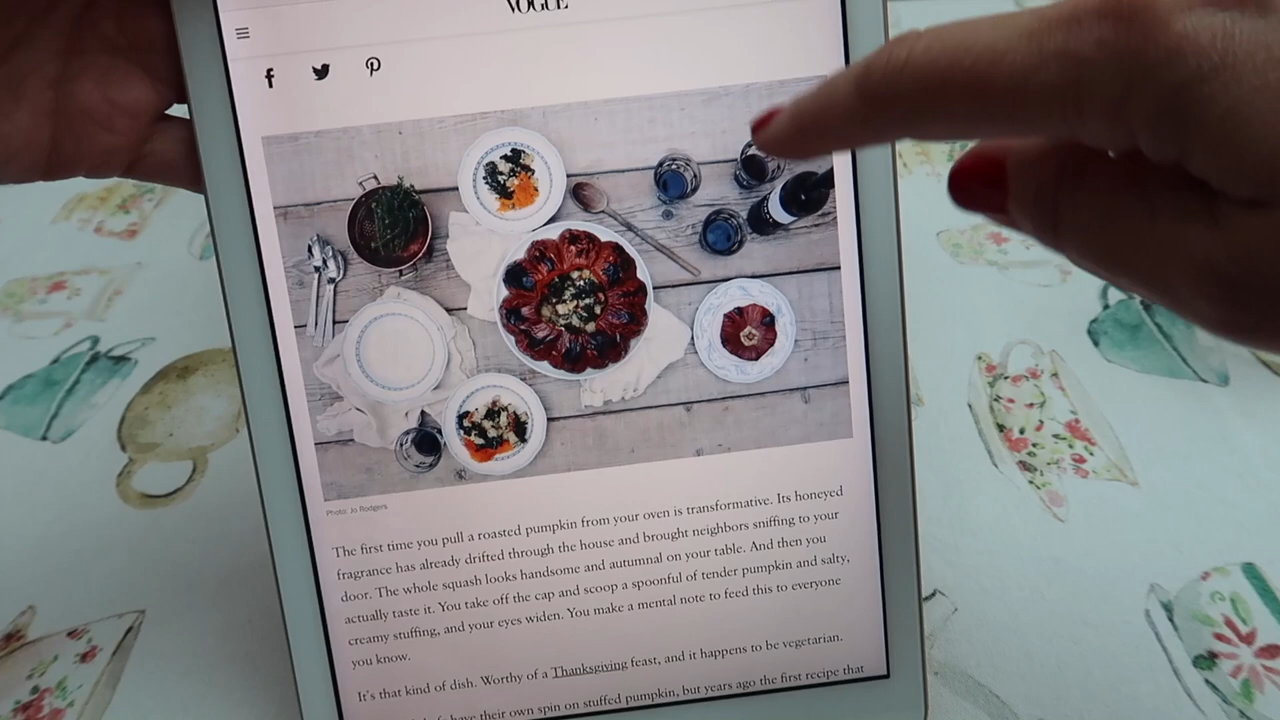 VOGUE
Photo: Jo Rodgers
The first time you pull a roasted pumpkin from your oven is transformative. Its honeyed
fragrance has already drifted through the house and brought neighbors sniffing to your
door. The whole squash looks handsome and autumnal on your table. And then you
actually taste it. You take off the cap and scoop a spoonful of tender pumpkin and salty,
creamy stuffing, and your eyes widen. You make a mental note to feed this to everyone
you know.
It's that kind of dish. Worthy of a Thanksgiving feast, and it happens to be vegetarian.
have their own spin on stuffed pumpkin, but years ago the first recipe that